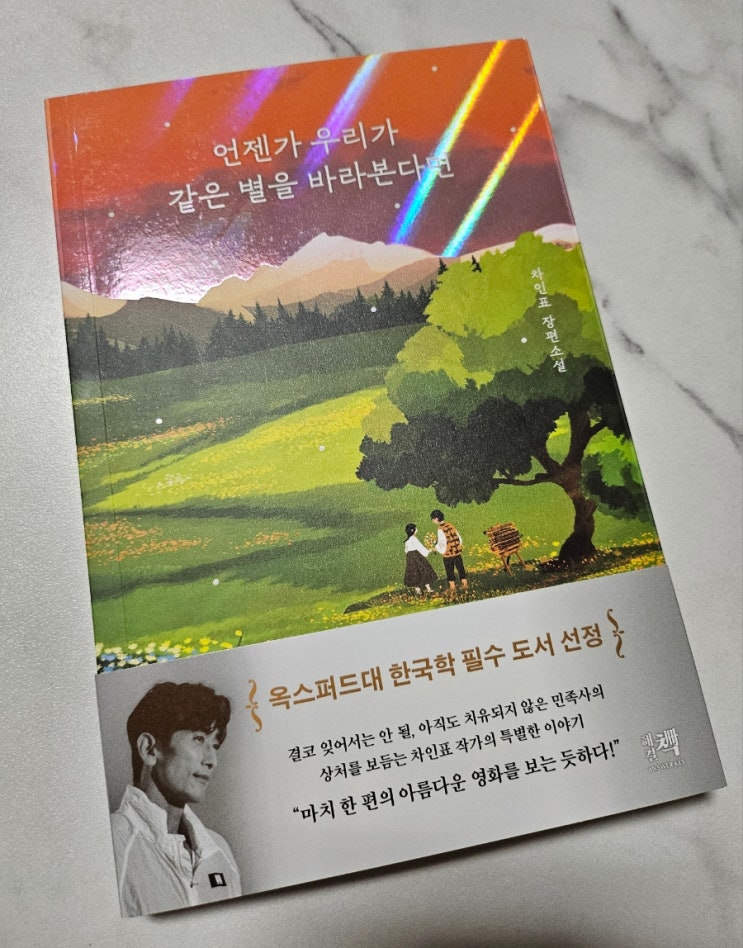 언젠가 우리가
같은 별을 바라본다면
차인표 장편소설
옥스퍼드대 한국학 필수 도서 선정
결코 잊어서는 안 될, 아직도 치유되지 않은 민족사의
상처를 보듬는 차인표 작가의 특별한 이야기
“마치 한 편의 아름다운 영화를 보는 듯하다!”
해결책
ANSWERKEY